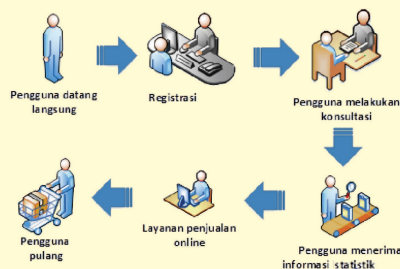 Pengguna datang
langsung
Registrasi
Pengguna melakukan
konsultasi
Pengguna menerima
informasi statistik
Layanan penjualan
online
Pengguna
pulang